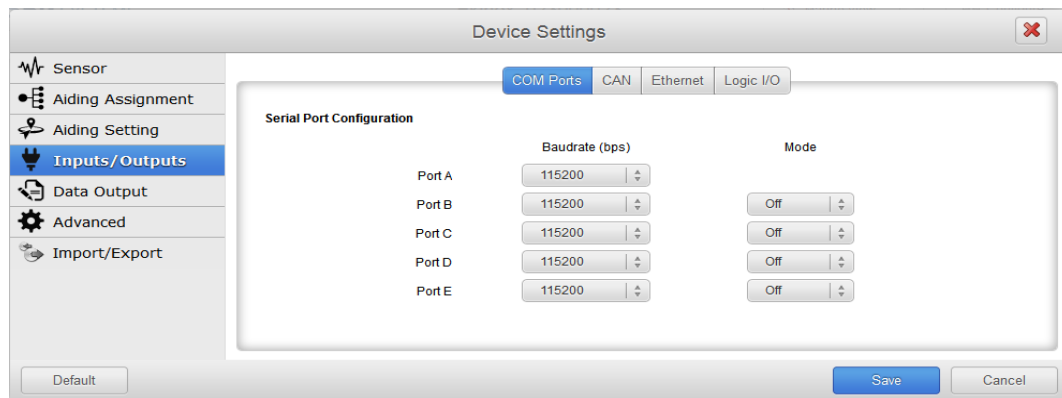 Device Settings
Sensor
Aiding Assignment
Aiding Setting
Inputs/Outputs
Data Output
Advanced
Import/Export
COM Ports CAN Ethernet Logic I/O
Serial Port Configuration
Baudrate (bps) Mode
Port A 115200
Port B 115200 Off
Port C 115200 Off
Port D 115200 Off
Port E 115200 Off
Default Save Cancel